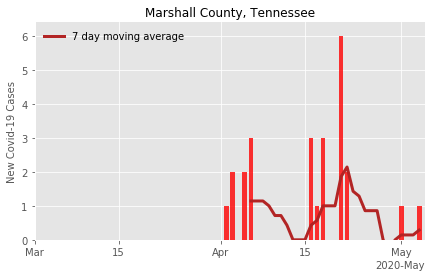 Marshall County, Tennessee
7 day moving average
New Covid-19 Cases
6
5
4
3
2
1
0
Mar 15 Apr 15 May
2020-May